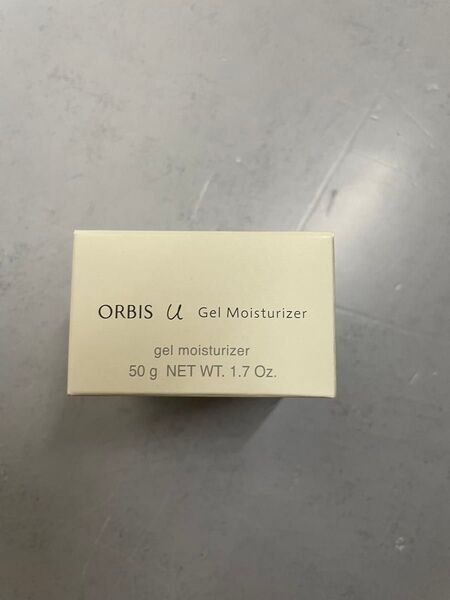 ORBIS u Gel Moisturizer
gel moisturizer
50 g NET WT. 1.7 Oz.